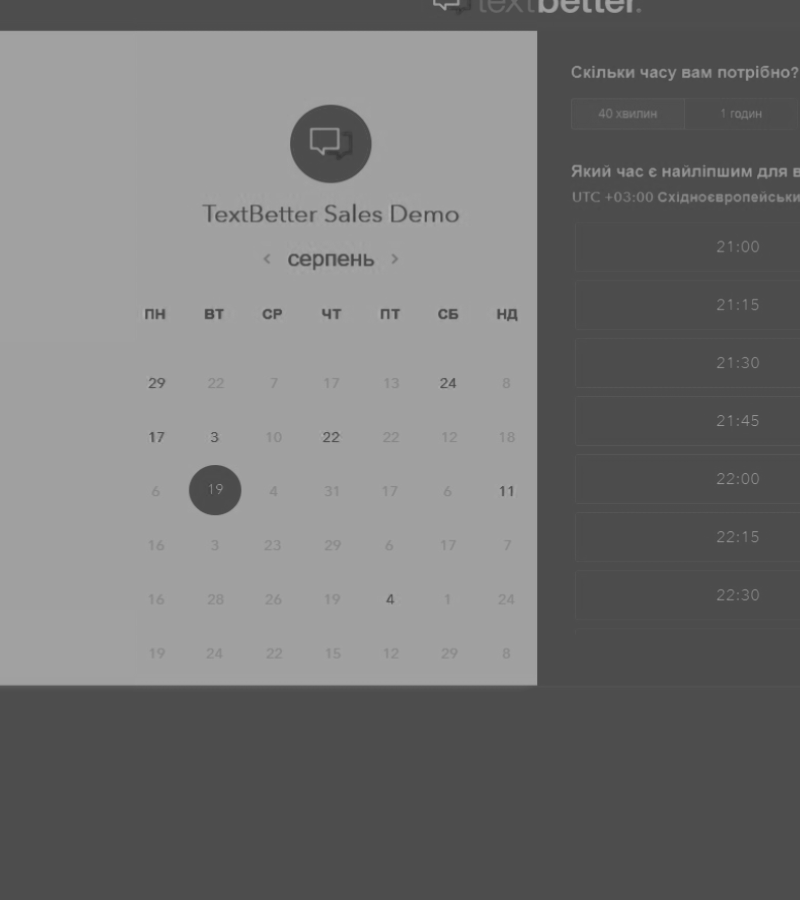 textbetter.
TextBetter Sales Demo
‹ серпень ›
ПН ВТ СР ЧТ ПТ СБ НД
29 22 7 17 13 24 8
17 3 10 22 22 12 18
6 19 4 31 17 6 11
16 3 23 29 6 17 7
16 28 26 19 4 1 24
19 24 22 15 12 29 8
Скільки часу вам потрібно?
40 хвилин 1 годин
Який час є найліпшим для в
UTC +03:00 Східноєвропейськи
21:00
21:15
21:30
21:45
22:00
22:15
22:30